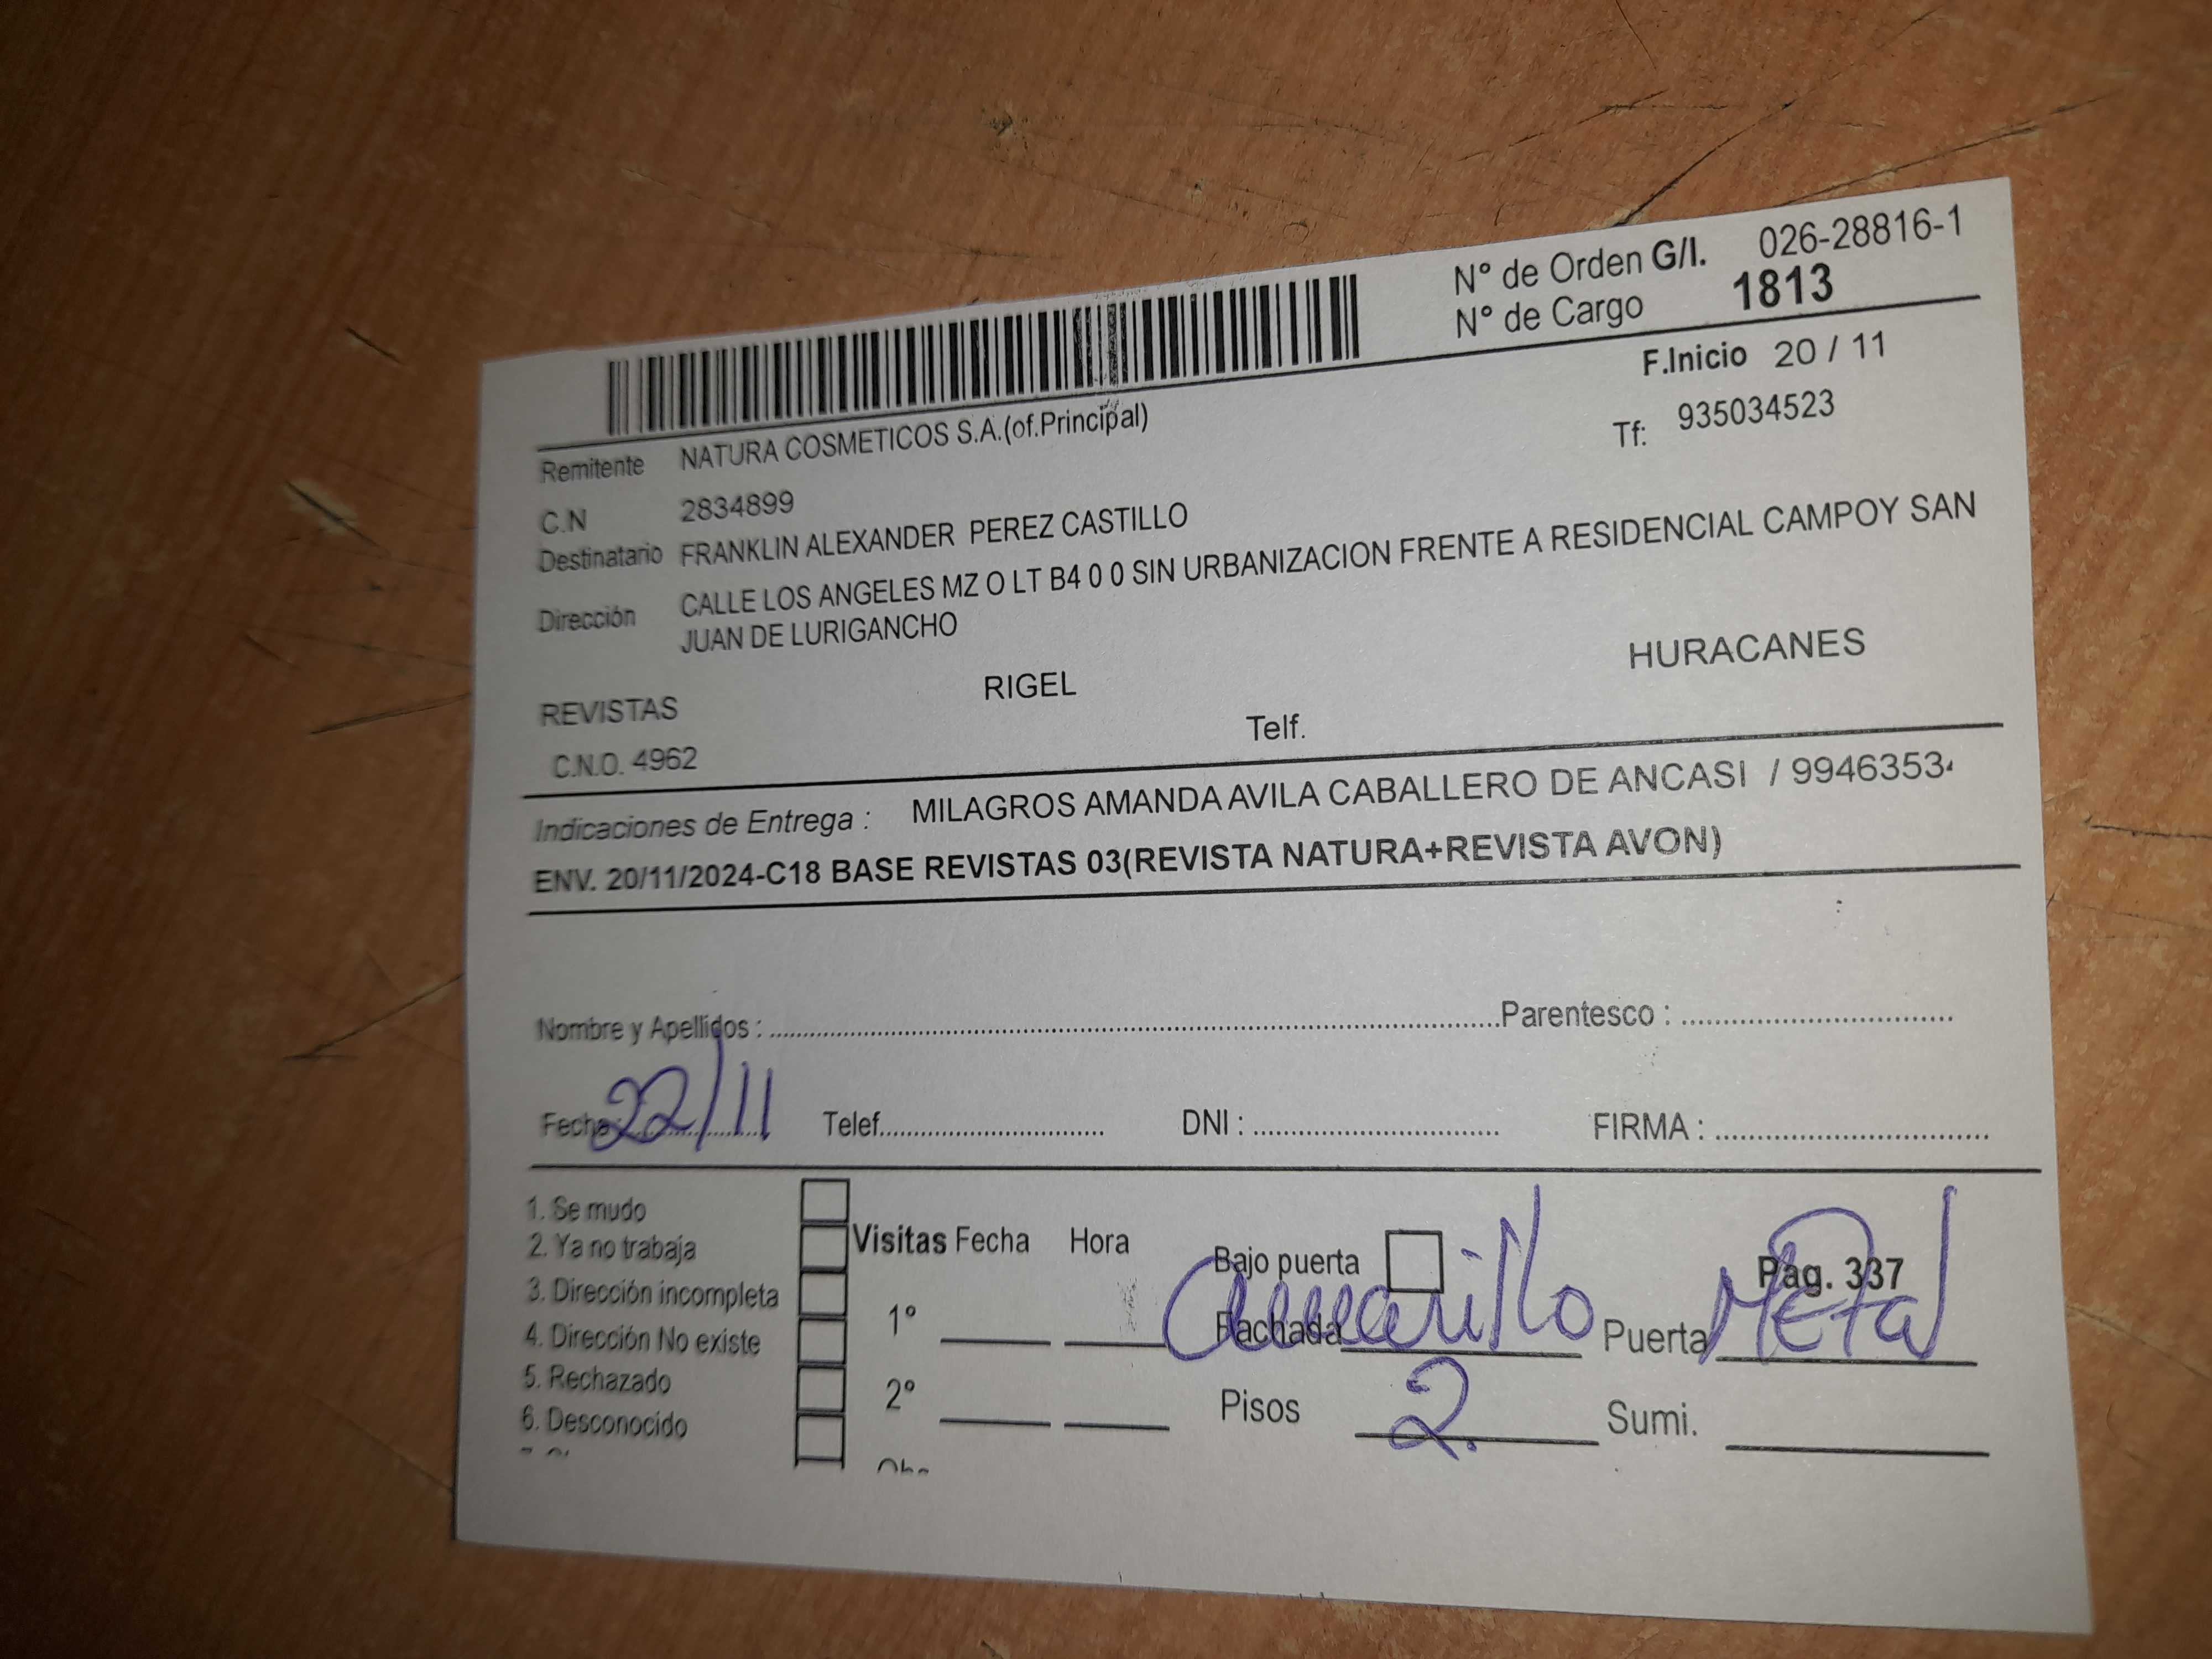 N° de Orden G/I. 026-28816-1
N° de Cargo 1813
F.Inicio 20 / 11
Remitente NATURA COSMETICOS S.A.(of.Principal)
Tf: 935034523
C.N 2834899
Destinatario FRANKLIN ALEXANDER PEREZ CASTILLO
Dirección CALLE LOS ANGELES MZ O LT B4 0 0 SIN URBANIZACION FRENTE A RESIDENCIAL CAMPOY SAN
JUAN DE LURIGANCHO
REVISTAS RIGEL HURACANES
C.N.O. 4962 Telf.
Indicaciones de Entrega : MILAGROS AMANDA AVILA CABALLERO DE ANCASI / 9946353
ENV. 20/11/2024-C18 BASE REVISTAS 03(REVISTA NATURA+REVISTA AVON)
Nombre y Apellidos : Parentesco :
Fecha 22/11 Telef. DNI : FIRMA :
1. Se mudo
2. Ya no trabaja
3. Dirección incompleta
4. Dirección No existe
5. Rechazado
6. Desconocido
Visitas Fecha Hora
1°
2°
Bajo puerta Pag. 337
Fachada amarillo Puerta Metal
Pisos 2. Sumi.